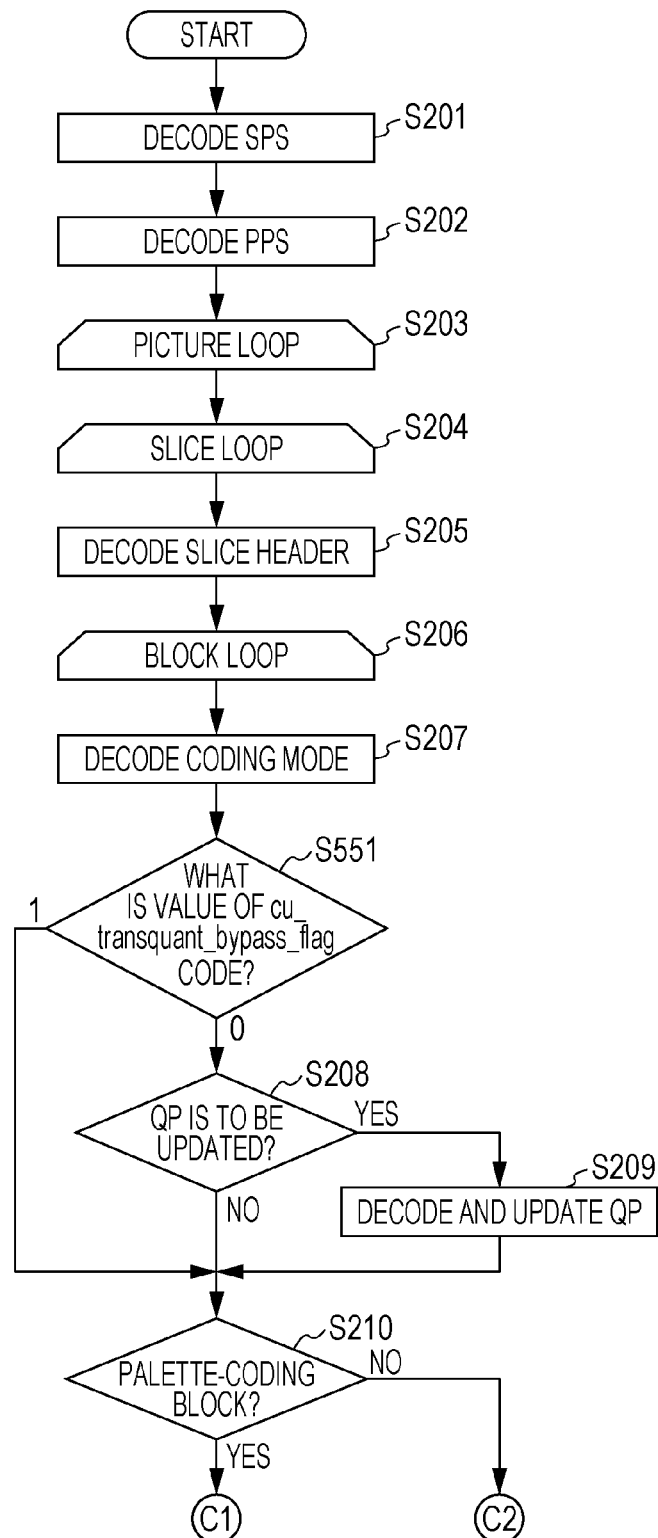 START
DECODE SPS
S201
DECODE PPS
S202
PICTURE LOOP
S203
SLICE LOOP
S204
DECODE SLICE HEADER
S205
BLOCK LOOP
S206
DECODE CODING MODE
S207
S551
WHAT
IS VALUE OF cu_
transquant_bypass_flag
CODE?
1
0
S208
QP IS TO BE
UPDATED?
YES
NO
S209
DECODE AND UPDATE QP
S210
PALETTE-CODING
BLOCK?
NO
YES
C1
C2